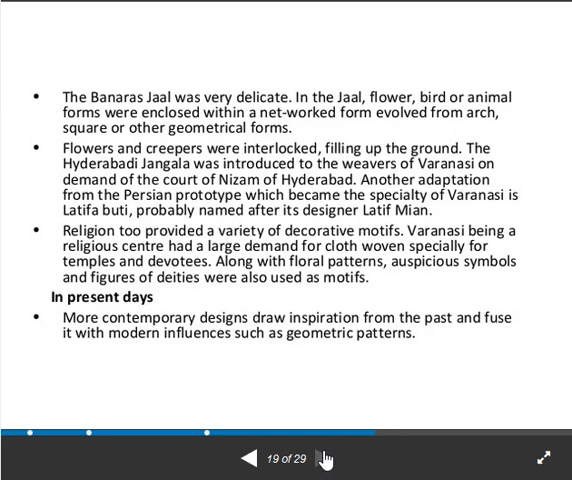 • The Banaras Jaal was very delicate. In the Jaal, flower, bird or animal
forms were enclosed within a net-worked form evolved from arch,
square or other geometrical forms.
• Flowers and creepers were interlocked, filling up the ground. The
Hyderabadi Jangala was introduced to the weavers of Varanasi on
demand of the court of Nizam of Hyderabad. Another adaptation
from the Persian prototype which became the specialty of Varanasi is
Latifa buti, probably named after its designer Latif Mian.
• Religion too provided a variety of decorative motifs. Varanasi being a
religious centre had a large demand for cloth woven specially for
temples and devotees. Along with floral patterns, auspicious symbols
and figures of deities were also used as motifs.
In present days
• More contemporary designs draw inspiration from the past and fuse
it with modern influences such as geometric patterns.
19 of 29